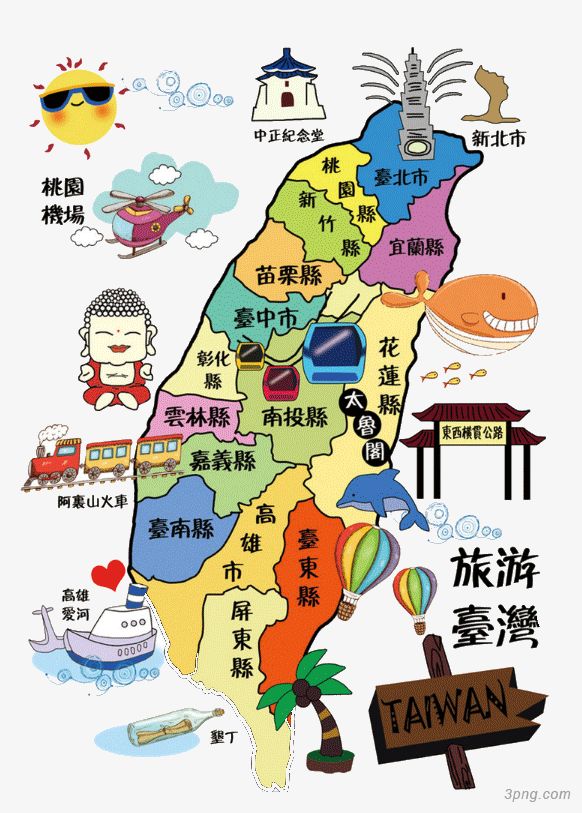 中正紀念堂
新北市
桃園
機場
桃
園
縣
臺北市
新
竹
縣
宜蘭縣
苗栗縣
臺中市
彰化
縣
花
蓮
縣
雲林縣
南投縣
太
魯
閣
東西橫貫公路
嘉義縣
阿裏山火車
臺南縣
高
雄
市
臺
東
縣
旅游
臺灣
高雄
愛河
屏
東
縣
TAIWAN
墾丁
3png.com